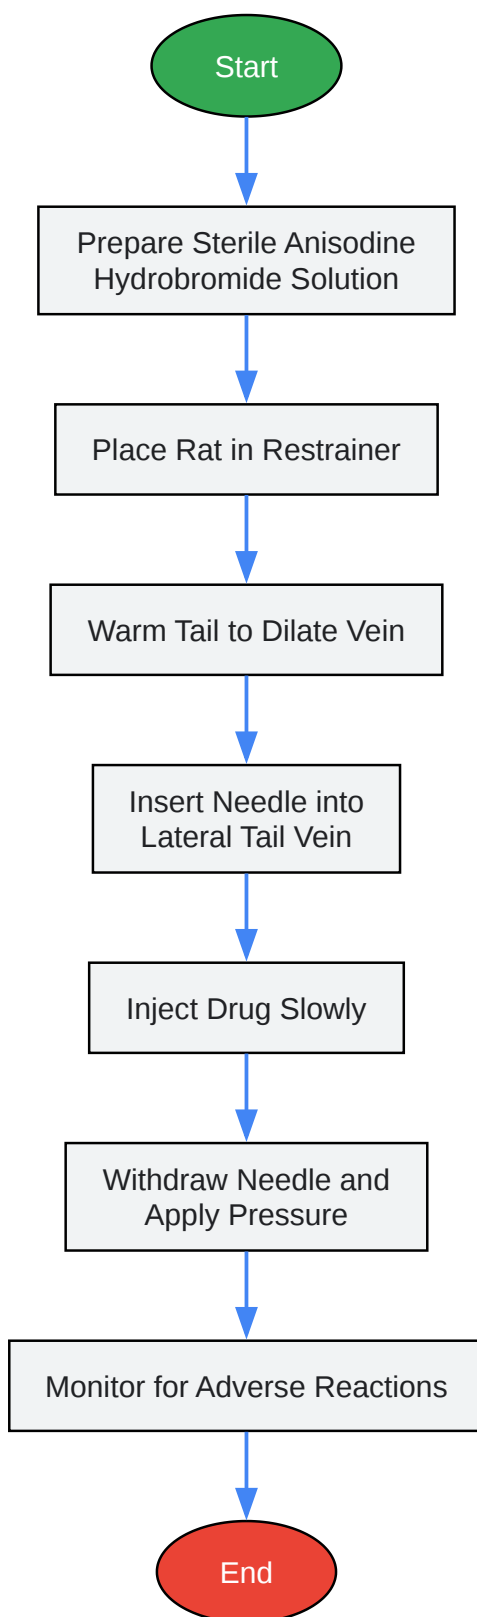 Start
Prepare Sterile Anisodine
Hydrobromide Solution
Place Rat in Restrainer
Warm Tail to Dilate Vein
Insert Needle into
Lateral Tail Vein
Inject Drug Slowly
Withdraw Needle and
Apply Pressure
Monitor for Adverse Reactions
End